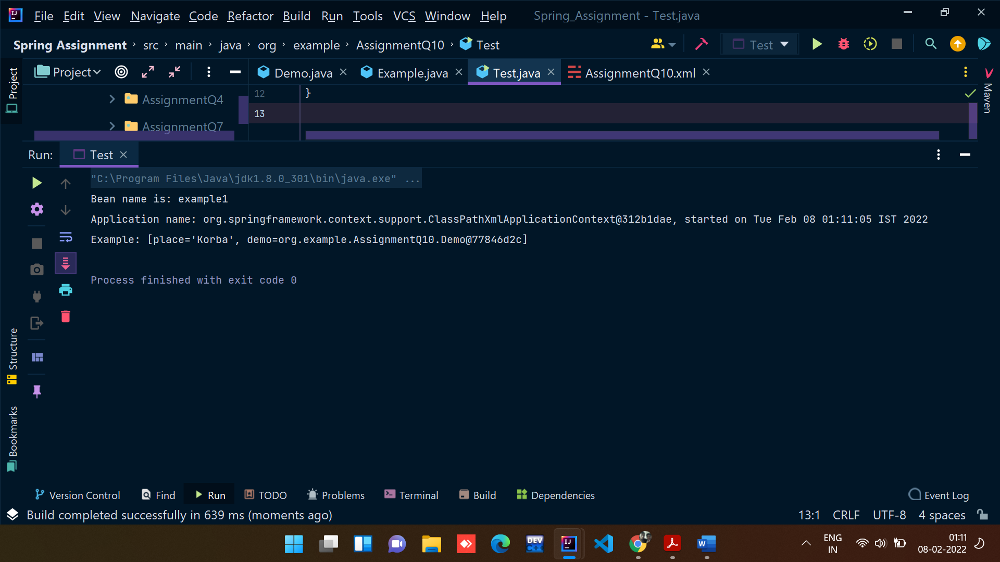 File Edit View Navigate Code Refactor Build Run Tools VCS Window Help Spring_Assignment - Test.java
Spring Assignment › src › main › java › org › example › AssignmentQ10 › Test
Test
Project
Demo.java
Example.java
Test.java
AssignmentQ10.xml
Project
Maven
AssignmentQ4
AssignmentQ7
12 }
13
Run: Test
"C:\Program Files\Java\jdk1.8.0_301\bin\java.exe" ...
Bean name is: example1
Application name: org.springframework.context.support.ClassPathXmlApplicationContext@312b1dae, started on Tue Feb 08 01:11:05 IST 2022
Example: [place='Korba', demo=org.example.AssignmentQ10.Demo@77846d2c]
Process finished with exit code 0
Structure
Bookmarks
Version Control Find Run TODO Problems Terminal Build Dependencies Event Log
Build completed successfully in 639 ms (moments ago) 13:1 CRLF UTF-8 4 spaces
DEV
C++
IJ
W
ENG
IN
01:11
08-02-2022